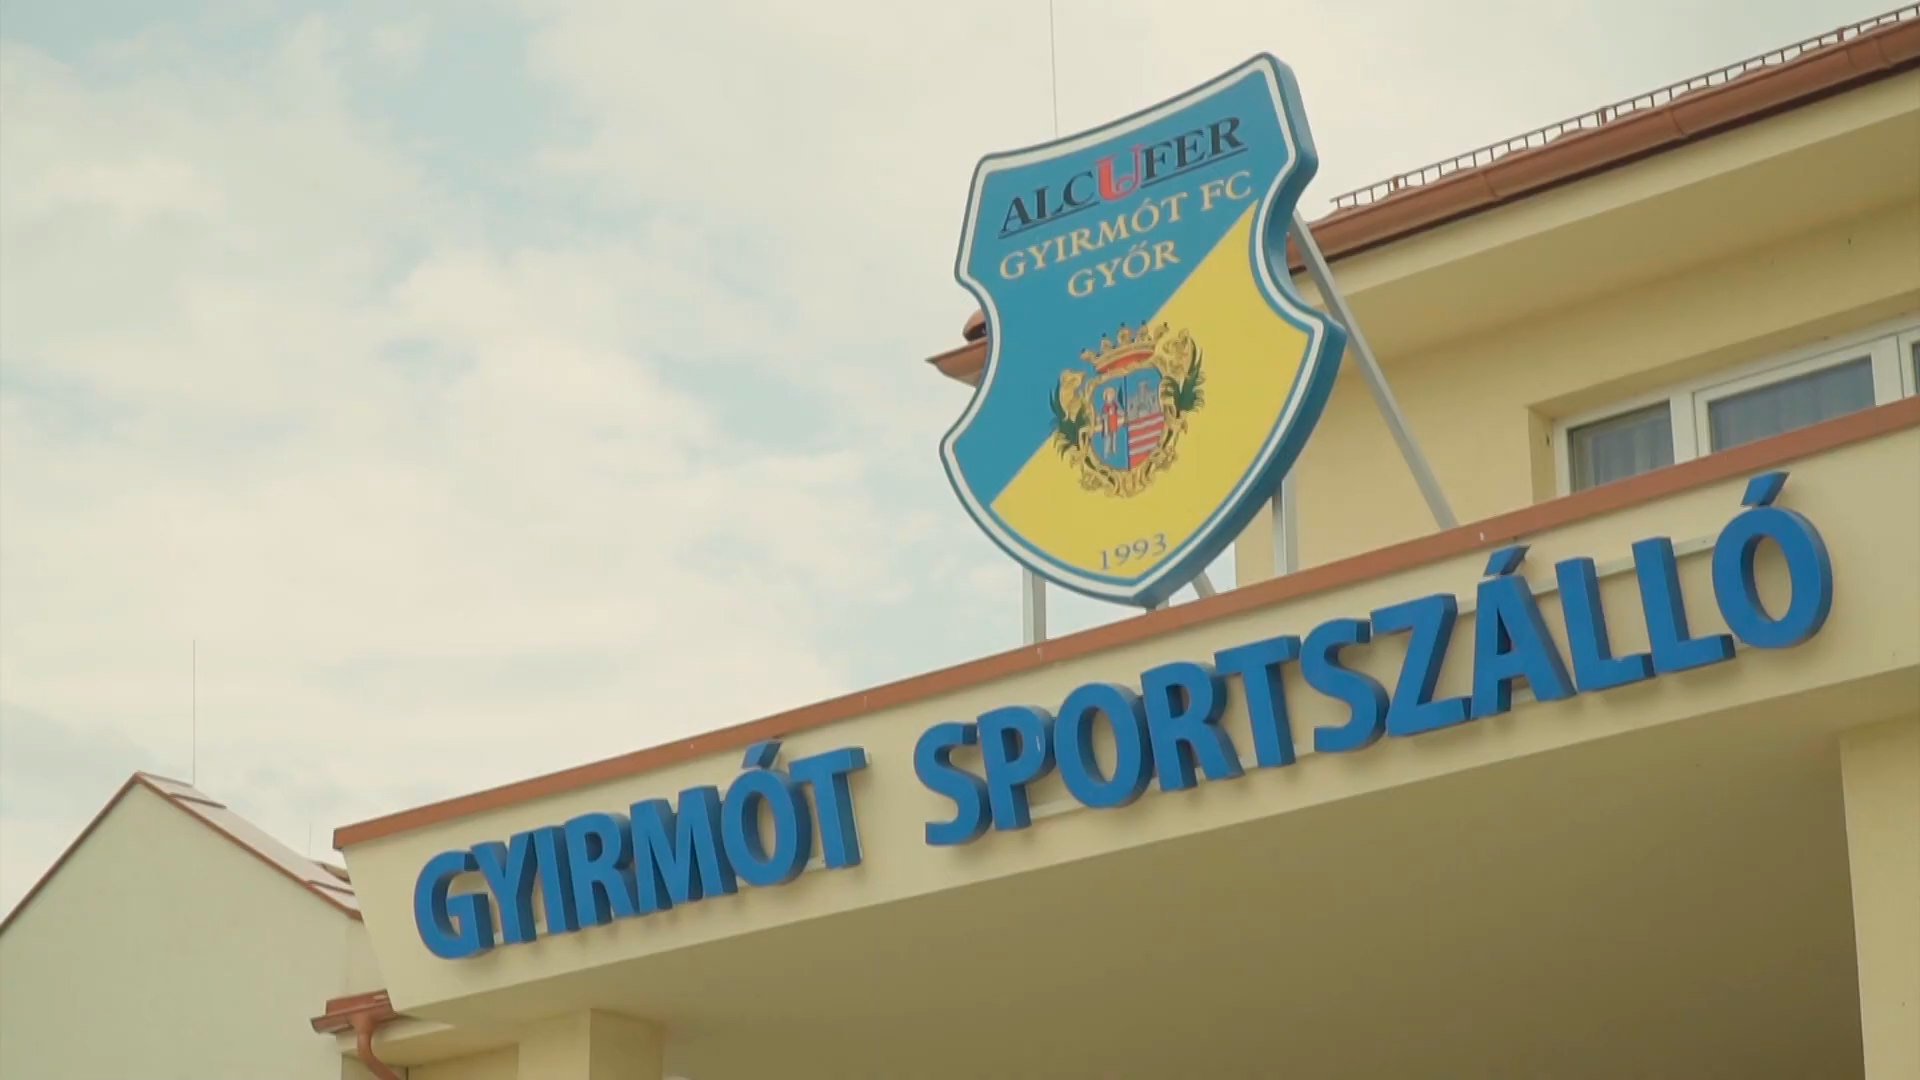 ALCUFER
GYIRMÓT FC
GYŐR
1993
GYIRMÓT SPORTSZÁLLÓ